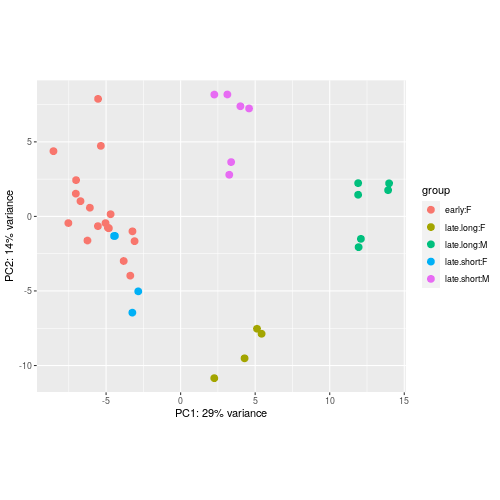 5
0
-5
-10
-5
0
5
10
15
PC1: 29% variance
PC2: 14% variance
group
early:F
late.long:F
late.long:M
late.short:F
late.short:M